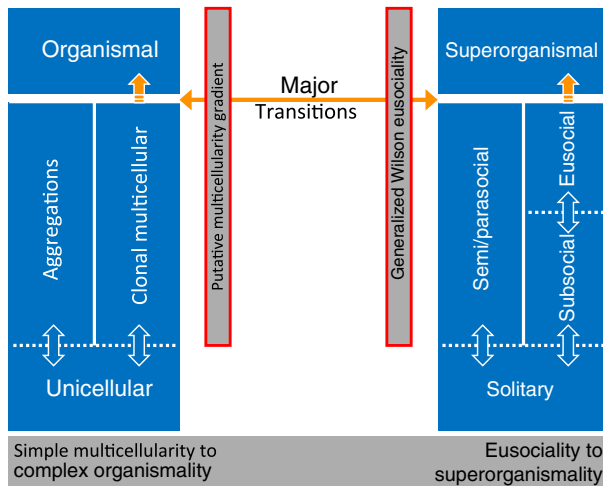 Organismal
Aggregations
Clonal multicellular
Unicellular
Putative multicellularity gradient
Major
Transitions
Generalized Wilson eusociality
Superorganismal
Semi/parasocial
Eusocial
Subsocial
Solitary
Simple multicellularity to
complex organismality
Eusociality to
superorganismality